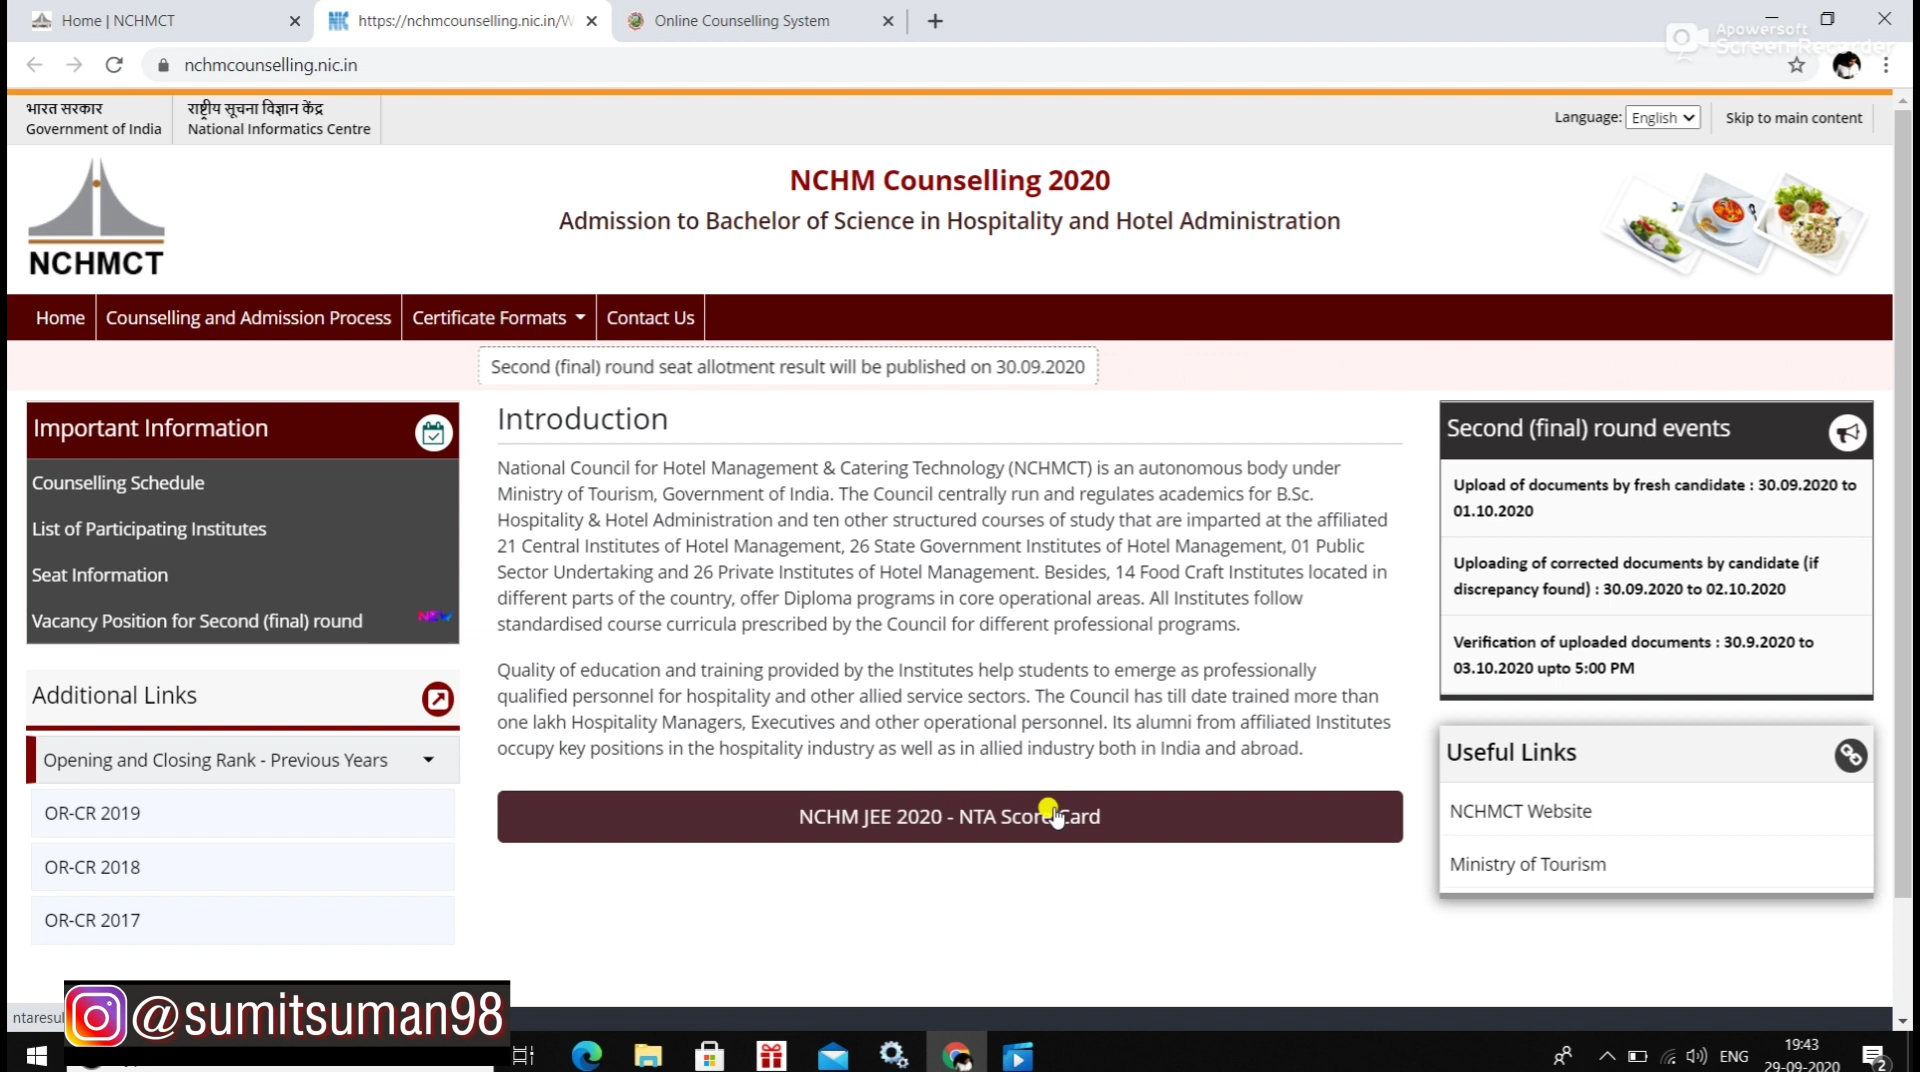 Home | NCHMCT
https://nchmcounselling.nic.in/W
Online Counselling System
Apowersoft
Screen Recorder
nchmcounselling.nic.in
भारत सरकार
Government of India
राष्ट्रीय सूचना विज्ञान केंद्र
National Informatics Centre
Language: English
Skip to main content
NCHMCT
NCHM Counselling 2020
Admission to Bachelor of Science in Hospitality and Hotel Administration
Home
Counselling and Admission Process
Certificate Formats
Contact Us
Second (final) round seat allotment result will be published on 30.09.2020
Important Information
Counselling Schedule
List of Participating Institutes
Seat Information
Vacancy Position for Second (final) round NEW
Additional Links
Opening and Closing Rank - Previous Years
OR-CR 2019
OR-CR 2018
OR-CR 2017
Introduction
National Council for Hotel Management & Catering Technology (NCHMCT) is an autonomous body under
Ministry of Tourism, Government of India. The Council centrally run and regulates academics for B.Sc.
Hospitality & Hotel Administration and ten other structured courses of study that are imparted at the affiliated
21 Central Institutes of Hotel Management, 26 State Government Institutes of Hotel Management, 01 Public
Sector Undertaking and 26 Private Institutes of Hotel Management. Besides, 14 Food Craft Institutes located in
different parts of the country, offer Diploma programs in core operational areas. All Institutes follow
standardised course curricula prescribed by the Council for different professional programs.
Quality of education and training provided by the Institutes help students to emerge as professionally
qualified personnel for hospitality and other allied service sectors. The Council has till date trained more than
one lakh Hospitality Managers, Executives and other operational personnel. Its alumni from affiliated Institutes
occupy key positions in the hospitality industry as well as in allied industry both in India and abroad.
NCHM JEE 2020 - NTA Score Card
Second (final) round events
Upload of documents by fresh candidate : 30.09.2020 to
01.10.2020
Uploading of corrected documents by candidate (if
discrepancy found) : 30.09.2020 to 02.10.2020
Verification of uploaded documents : 30.9.2020 to
03.10.2020 upto 5:00 PM
Useful Links
NCHMCT Website
Ministry of Tourism
ntaresul
@sumitsuman98
ENG
19:43
29-09-2020
2